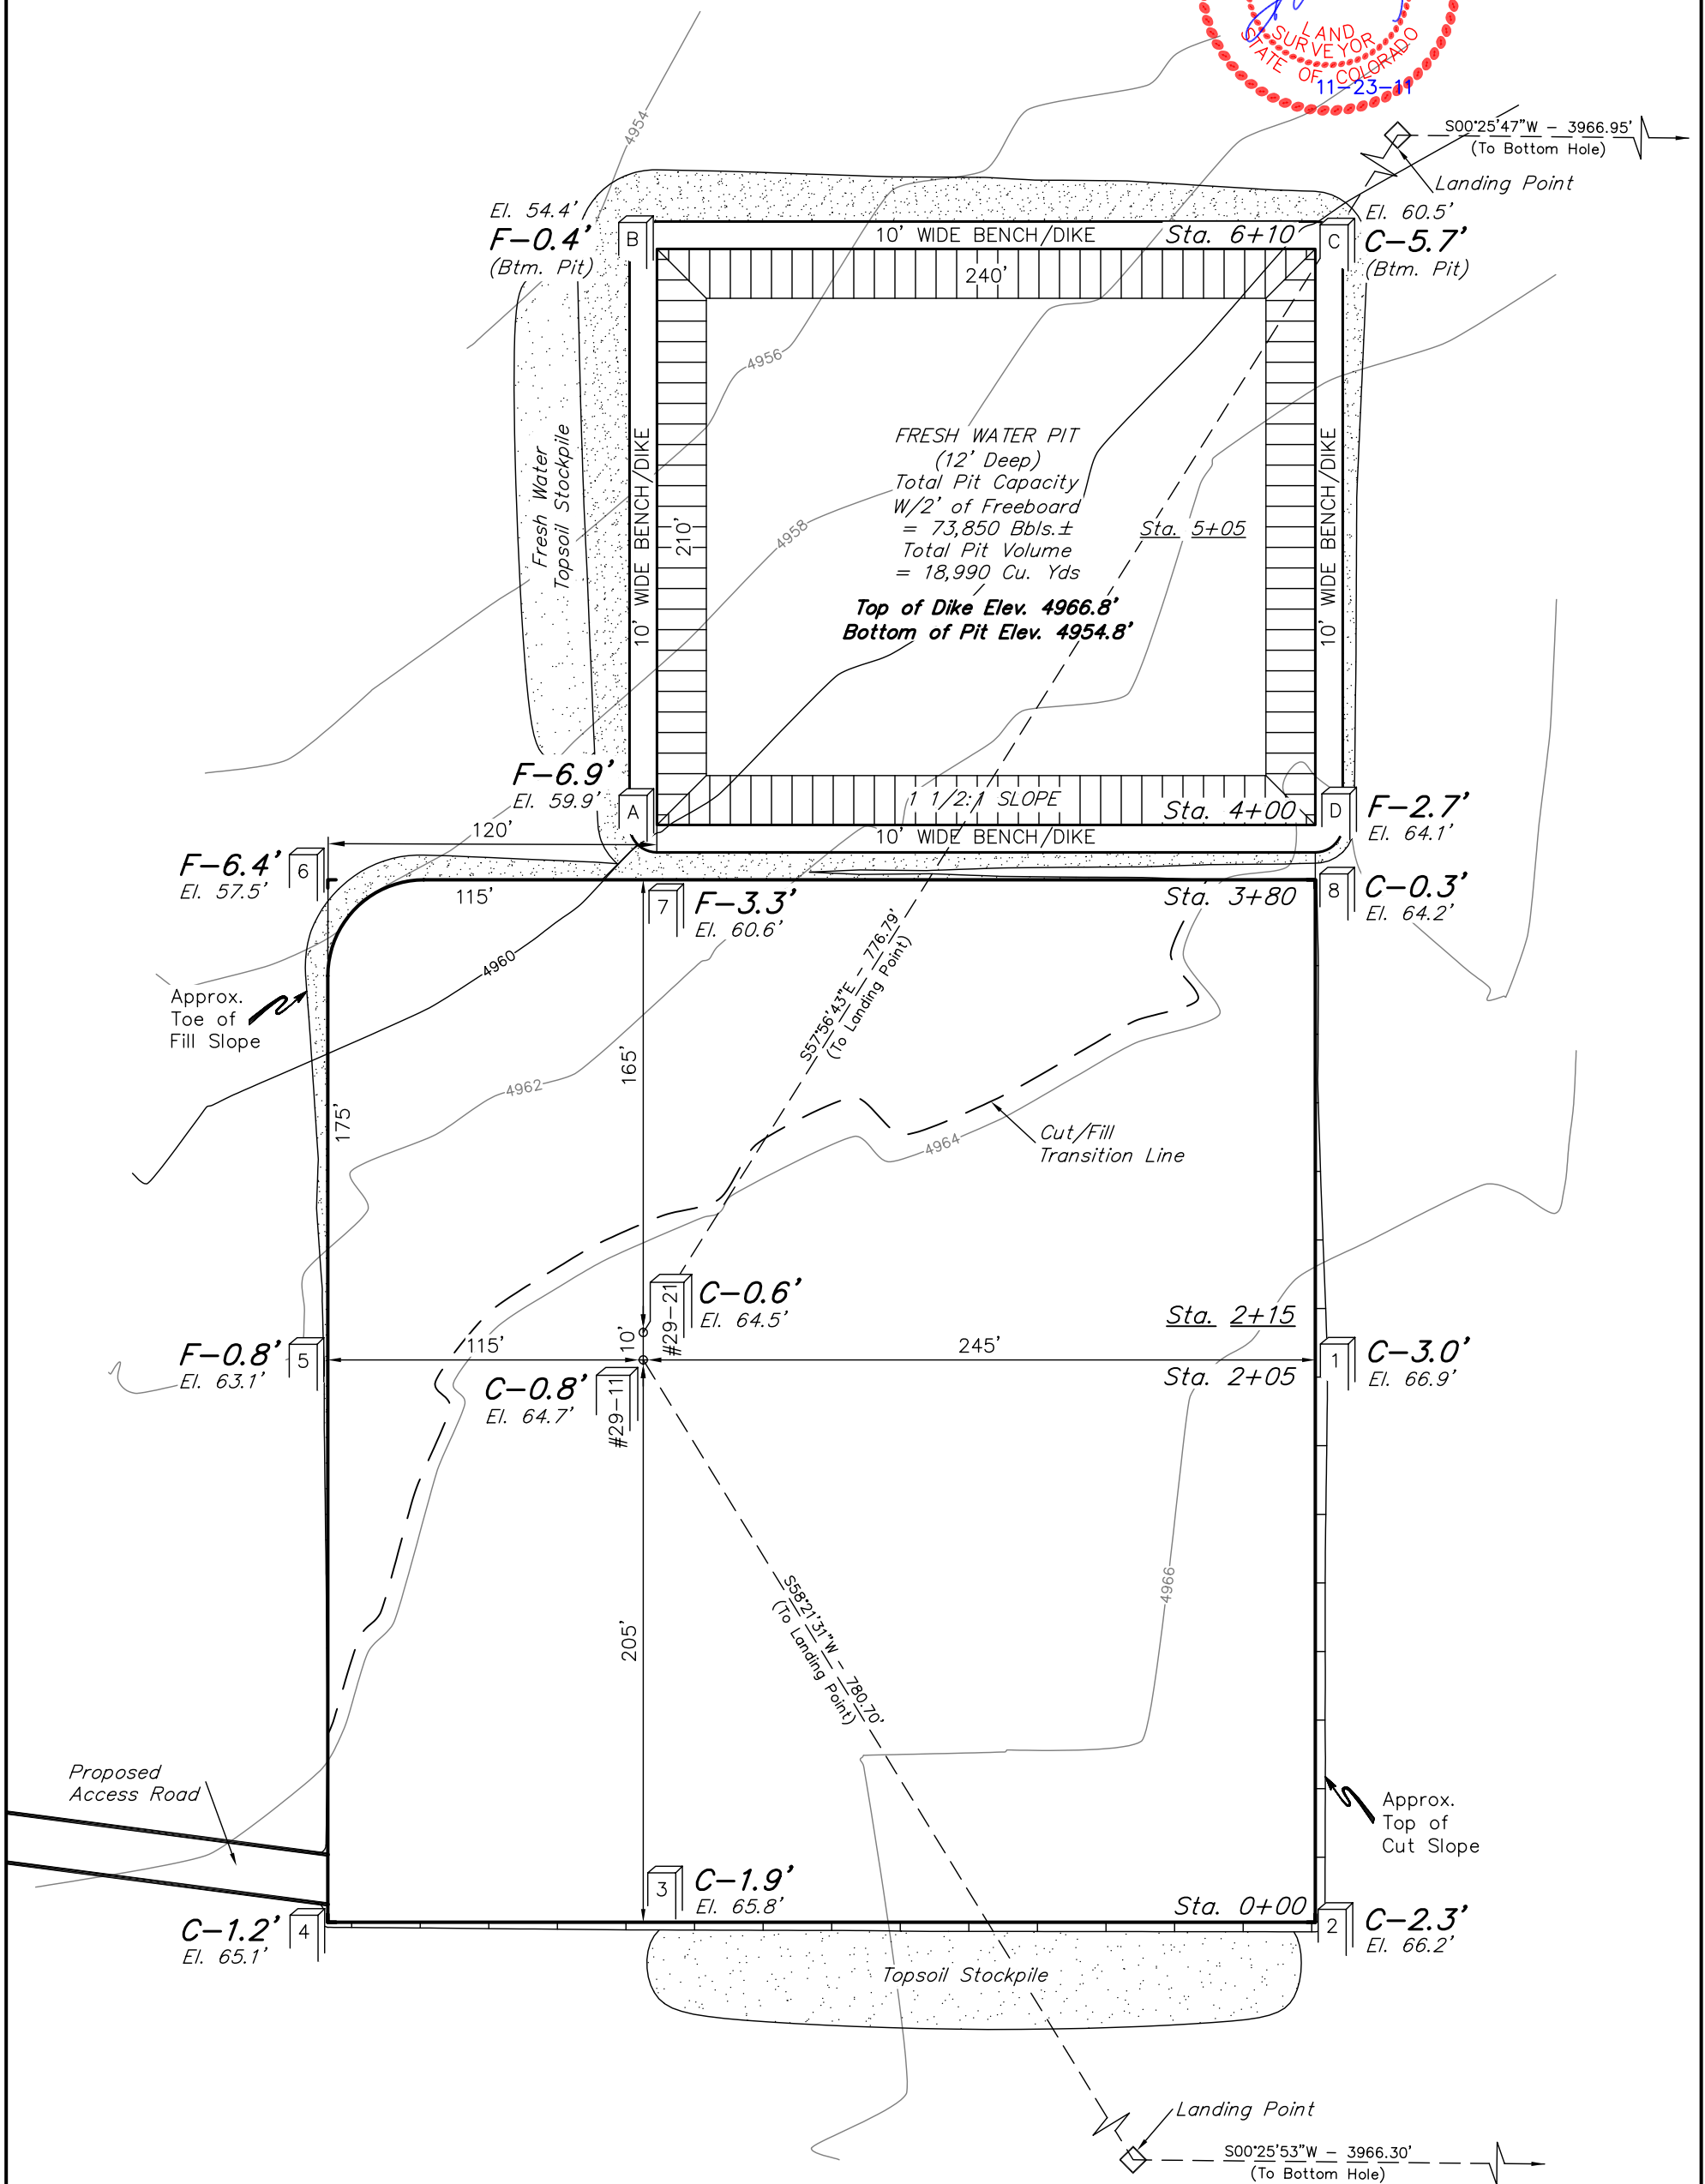 LAND
SURVEYOR
STATE OF COLORADO
11-23-11
4954
S00°25'47"W - 3966.95'
(To Bottom Hole)
Landing Point
El. 54.4'
F-0.4'
(Btm. Pit)
B
10' WIDE BENCH/DIKE
Sta. 6+10
C
El. 60.5'
C-5.7'
(Btm. Pit)
240'
4956
Fresh Water
Topsoil Stockpile
10' WIDE BENCH/DIKE
210'
4958
FRESH WATER PIT
(12' Deep)
Total Pit Capacity
W/2' of Freeboard
= 73,850 Bbls.±
Total Pit Volume
= 18,990 Cu. Yds
Top of Dike Elev. 4966.8'
Bottom of Pit Elev. 4954.8'
Sta. 5+05
10' WIDE BENCH/DIKE
F-6.9'
El. 59.9'
A
1 1/2:1 SLOPE
Sta. 4+00
D
F-2.7'
El. 64.1'
10' WIDE BENCH/DIKE
120'
F-6.4'
El. 57.5'
6
115'
7
F-3.3'
El. 60.6'
Sta. 3+80
8
C-0.3'
El. 64.2'
4960
Approx.
Toe of
Fill Slope
S57°56'43"E - 776.79'
(To Landing Point)
165'
175'
4962
4964
Cut/Fill
Transition Line
#29-21
C-0.6'
El. 64.5'
Sta. 2+15
F-0.8'
El. 63.1'
5
115'
10'
245'
1
C-3.0'
El. 66.9'
Sta. 2+05
C-0.8'
El. 64.7'
#29-11
4966
S58°21'31"W - 780.70'
(To Landing Point)
205'
Proposed
Access Road
Approx.
Top of
Cut Slope
3
C-1.9'
El. 65.8'
Sta. 0+00
C-1.2'
El. 65.1'
4
2
C-2.3'
El. 66.2'
Topsoil Stockpile
Landing Point
S00°25'53"W - 3966.30'
(To Bottom Hole)